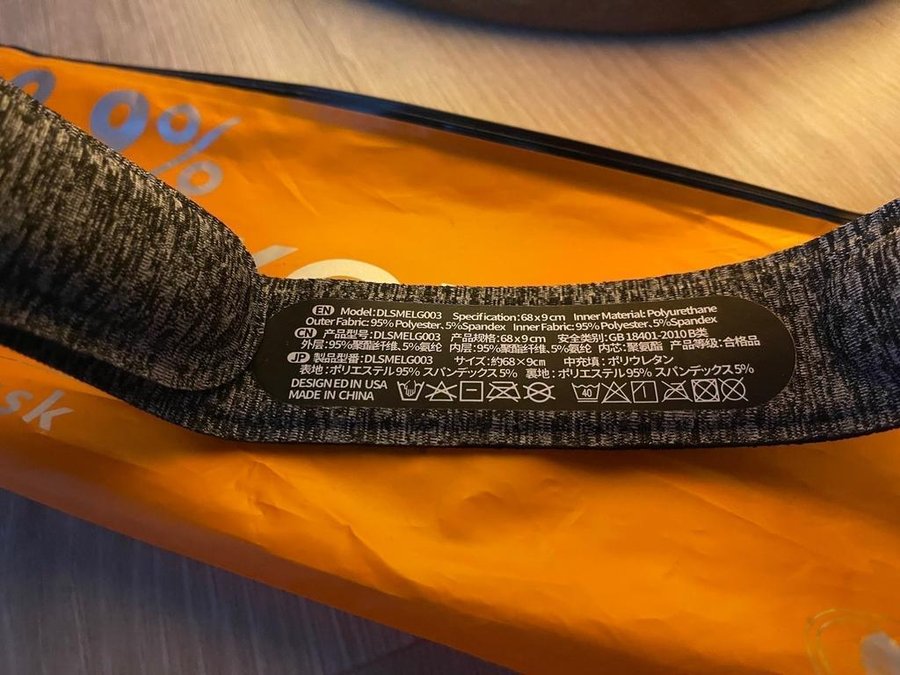 0.9%
%
sk
EN Model: DLSMELG003 Specification: 68 x 9 cm Inner Material: Polyurethane
Outer Fabric: 95% Polyester, 5%Spandex Inner Fabric: 95% Polyester, 5%Spandex
CN 产品型号: DLSMELG003 产品规格: 68 x 9 cm 安全类别: GB 18401-2010 B类
外层: 95%聚酯纤维, 5%氨纶 内层: 95%聚酯纤维, 5%氨纶 内芯: 聚氨酯 产品等级: 合格品
JP 製品型番: DLSMELG003 サイズ: 約68 x 9cm 中充填: ポリウレタン
表地: ポリエステル 95% スパンデックス 5% 裏地: ポリエステル 95% スパンデックス 5%
DESIGNED IN USA
MADE IN CHINA
40